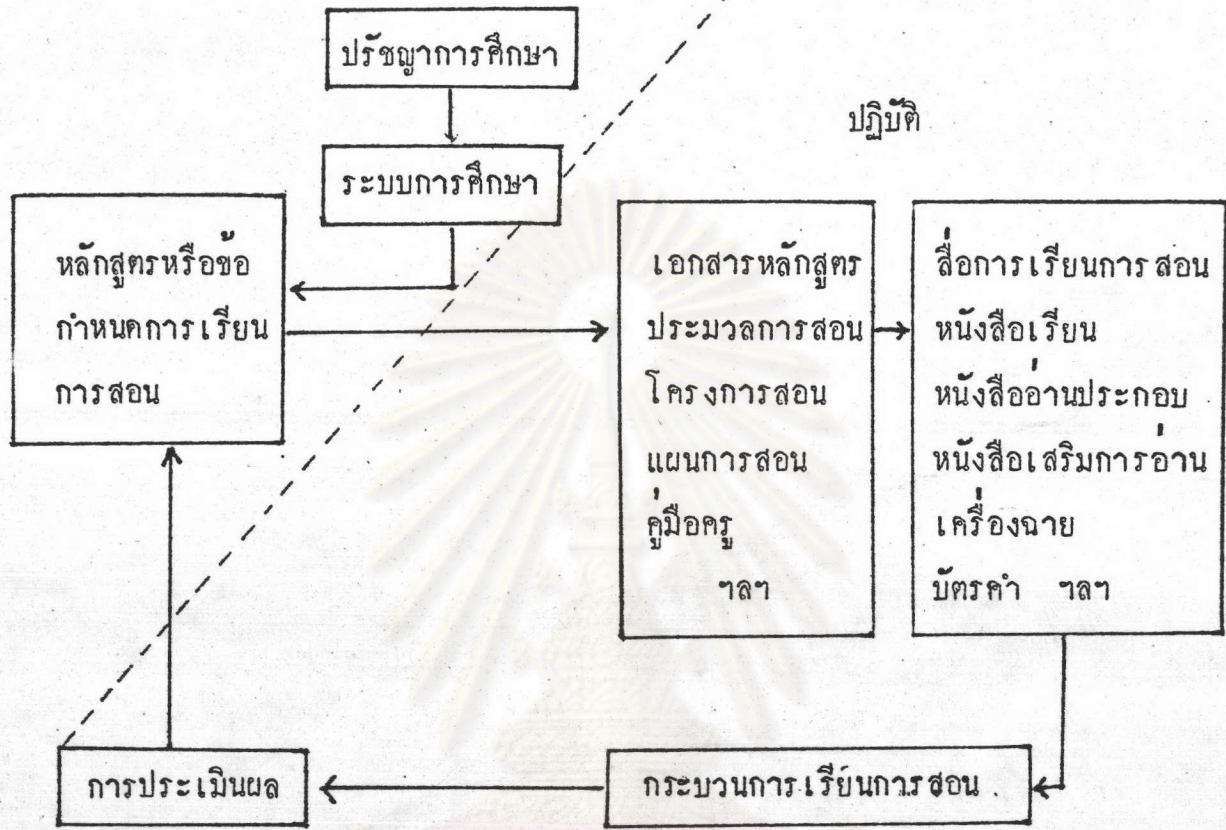 ปรัชญาการศึกษา
ปฏิบัติ
ระบบการศึกษา
หลักสูตรหรือข้อ
กำหนดการเรียน
การสอน
เอกสารหลักสูตร
ประมวลการสอน
โครงการสอน
แผนการสอน
คู่มือครู
ฯลฯ
สื่อการเรียนการสอน
หนังสือเรียน
หนังสืออ่านประกอบ
หนังสือเสริมการอ่าน
เครื่องฉาย
บัตรคำ ฯลฯ
การประเมินผล
กระบวนการเรียนการสอน